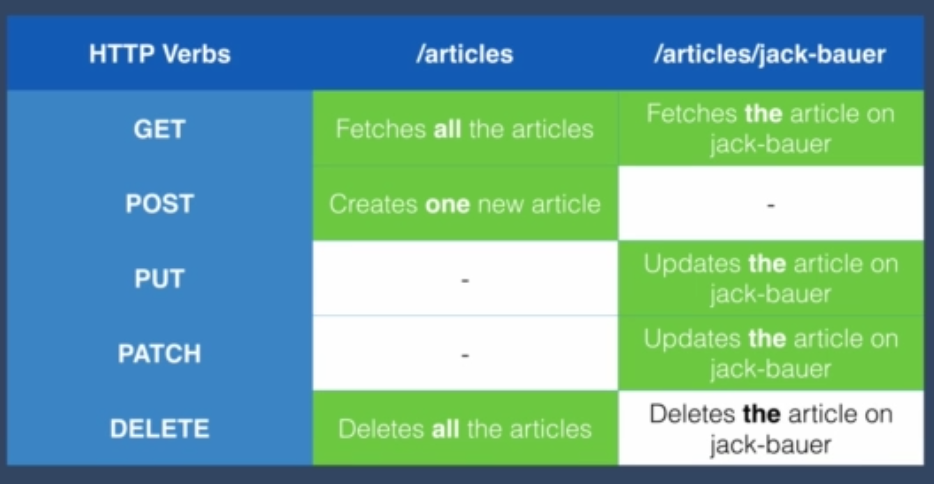 HTTP Verbs /articles /articles/jack-bauer
GET Fetches all the articles Fetches the article on
jack-bauer
POST Creates one new article -
PUT - Updates the article on
jack-bauer
PATCH - Updates the article on
jack-bauer
DELETE Deletes all the articles Deletes the article on
jack-bauer